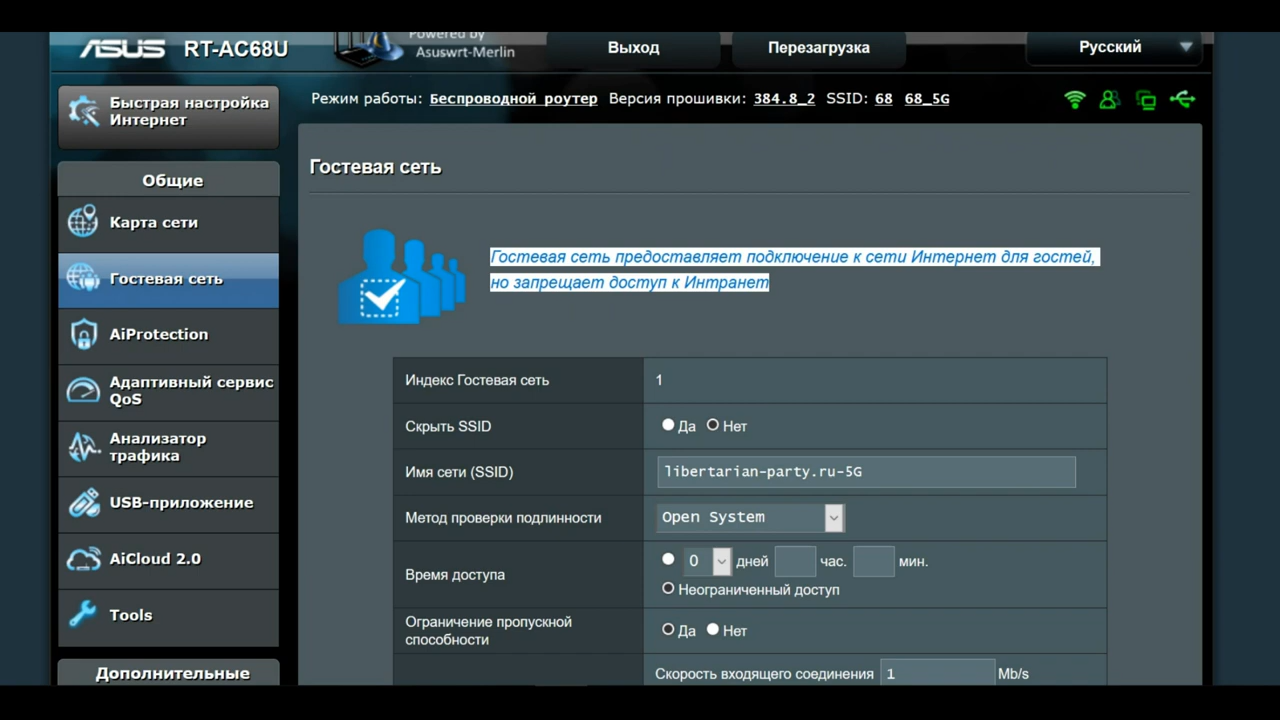 ASUS RT-AC68U
Powered by
Asuswrt-Merlin
Выход
Перезагрузка
Русский
Быстрая настройка
Интернет
Режим работы: Беспроводной роутер Версия прошивки: 384.8_2 SSID: 68 68_5G
Общие
Карта сети
Гостевая сеть
AiProtection
Адаптивный сервис
QoS
Анализатор
трафика
USB-приложение
AiCloud 2.0
Tools
Дополнительные
Гостевая сеть
Гостевая сеть предоставляет подключение к сети Интернет для гостей,
но запрещает доступ к Интранет
Индекс Гостевая сеть 1
Скрыть SSID Да Нет
Имя сети (SSID) libertarian-party.ru-5G
Метод проверки подлинности Open System
Время доступа 0 дней час. мин.
Неограниченный доступ
Ограничение пропускной
способности Да Нет
Скорость входящего соединения 1 Mb/s